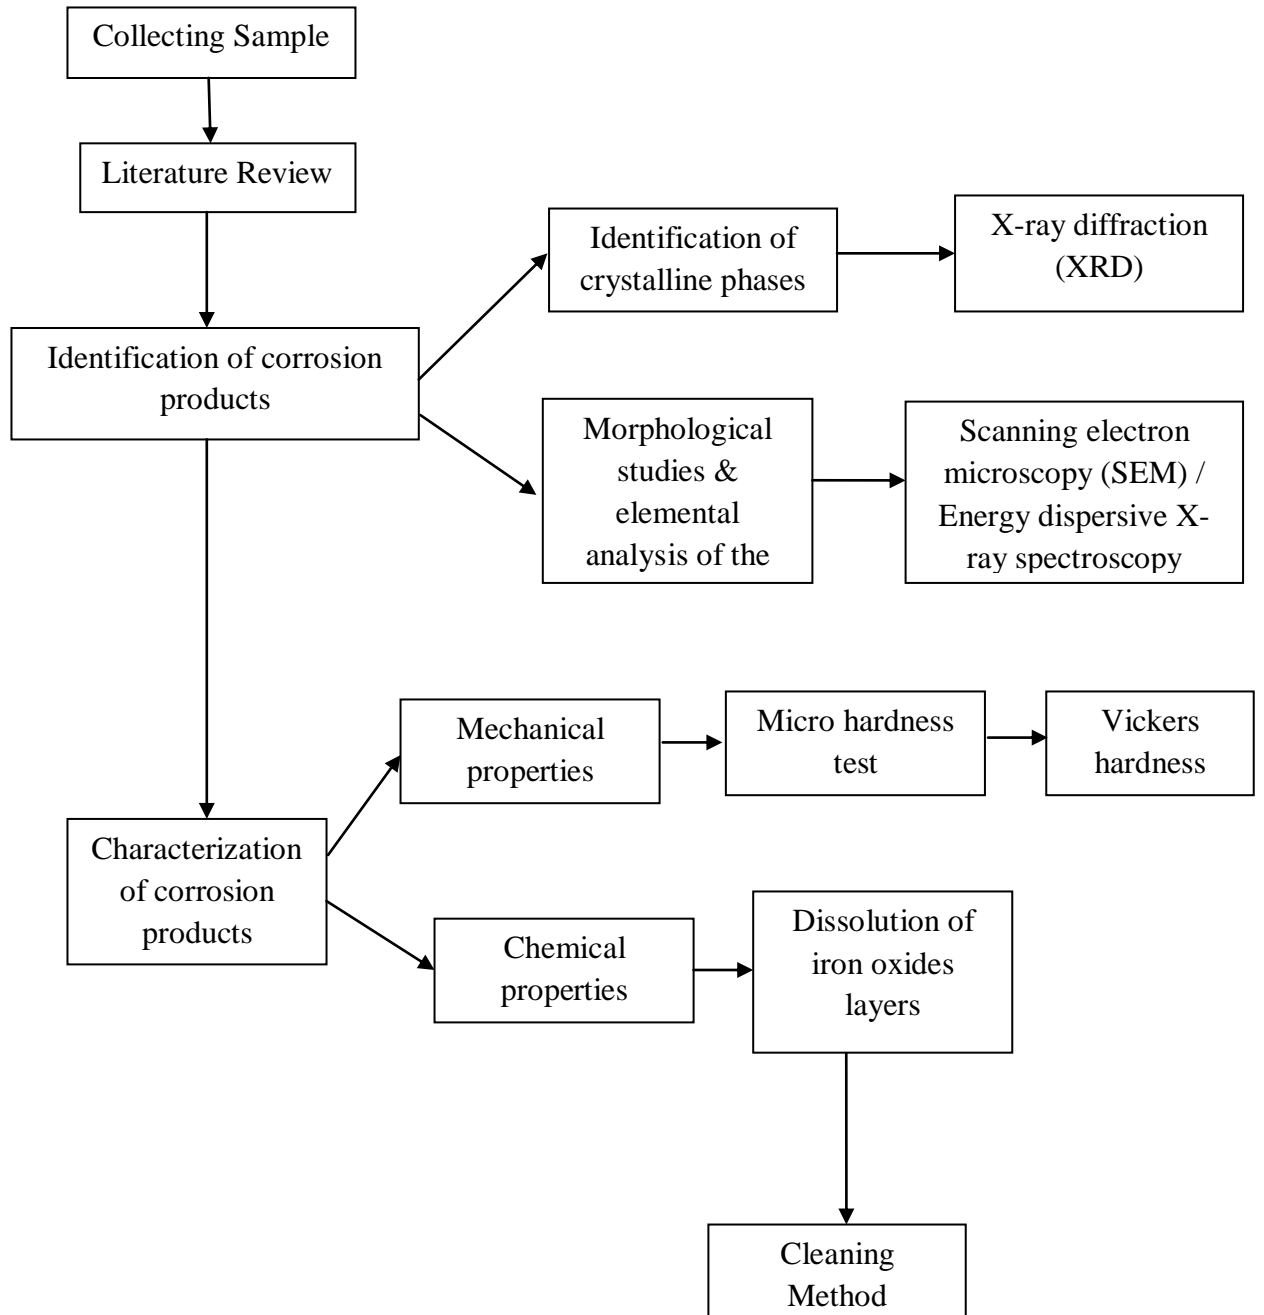 Collecting Sample
Literature Review
Identification of corrosion
products
Identification of
crystalline phases
X-ray diffraction
(XRD)
Morphological
studies &
elemental
analysis of the
Scanning electron
microscopy (SEM) /
Energy dispersive X-
ray spectroscopy
Characterization
of corrosion
products
Mechanical
properties
Micro hardness
test
Vickers
hardness
Chemical
properties
Dissolution of
iron oxides
layers
Cleaning
Method